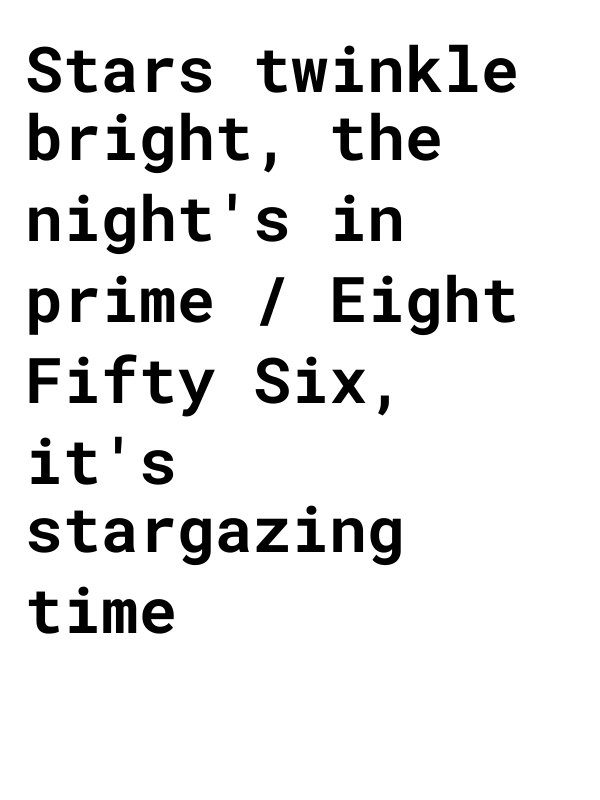 Stars twinkle
bright, the
night's in
prime / Eight
Fifty Six,
it's
stargazing
time